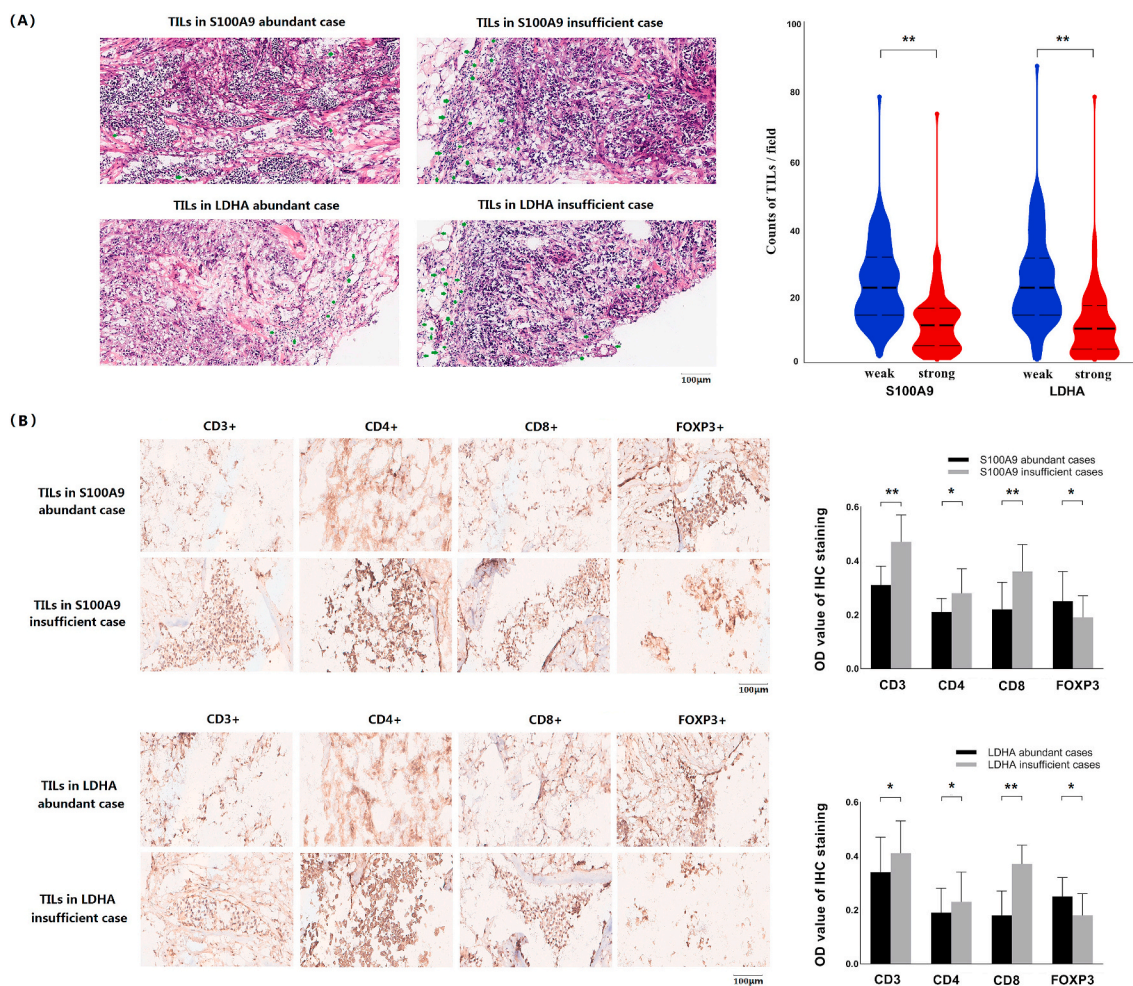 (A)
TILs in S100A9 abundant case
TILs in S100A9 insufficient case
TILs in LDHA abundant case
TILs in LDHA insufficient case
100μm
**
**
Counts of TILs / field
100
80
60
40
20
0
weak
strong
weak
strong
S100A9
LDHA
(B)
CD3+
CD4+
CD8+
FOXP3+
TILs in S100A9
abundant case
TILs in S100A9
insufficient case
100μm
S100A9 abundant cases
S100A9 insufficient cases
**
*
**
*
OD value of IHC staining
0.6
0.4
0.2
0.0
CD3
CD4
CD8
FOXP3
CD3+
CD4+
CD8+
FOXP3+
TILs in LDHA
abundant case
TILs in LDHA
insufficient case
100μm
LDHA abundant cases
LDHA insufficient cases
*
*
**
*
OD value of IHC staining
0.6
0.4
0.2
0.0
CD3
CD4
CD8
FOXP3